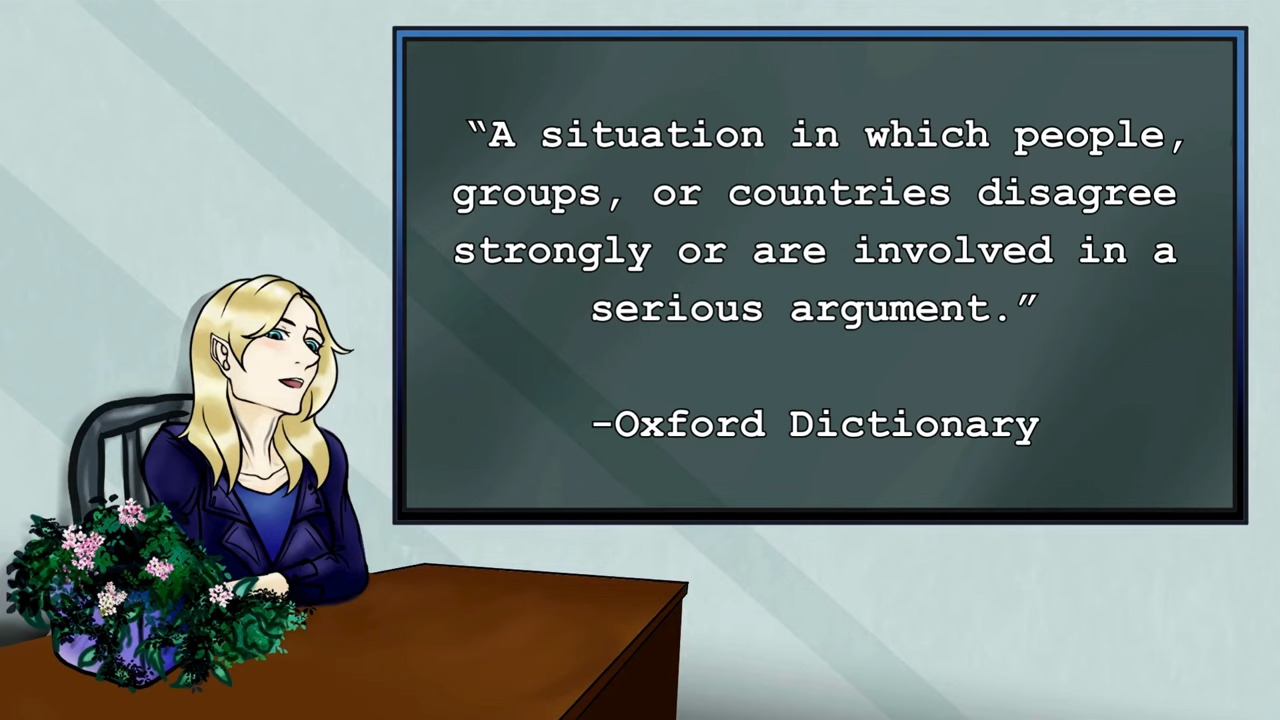 “A situation in which people,
groups, or countries disagree
strongly or are involved in a
serious argument.”
-Oxford Dictionary